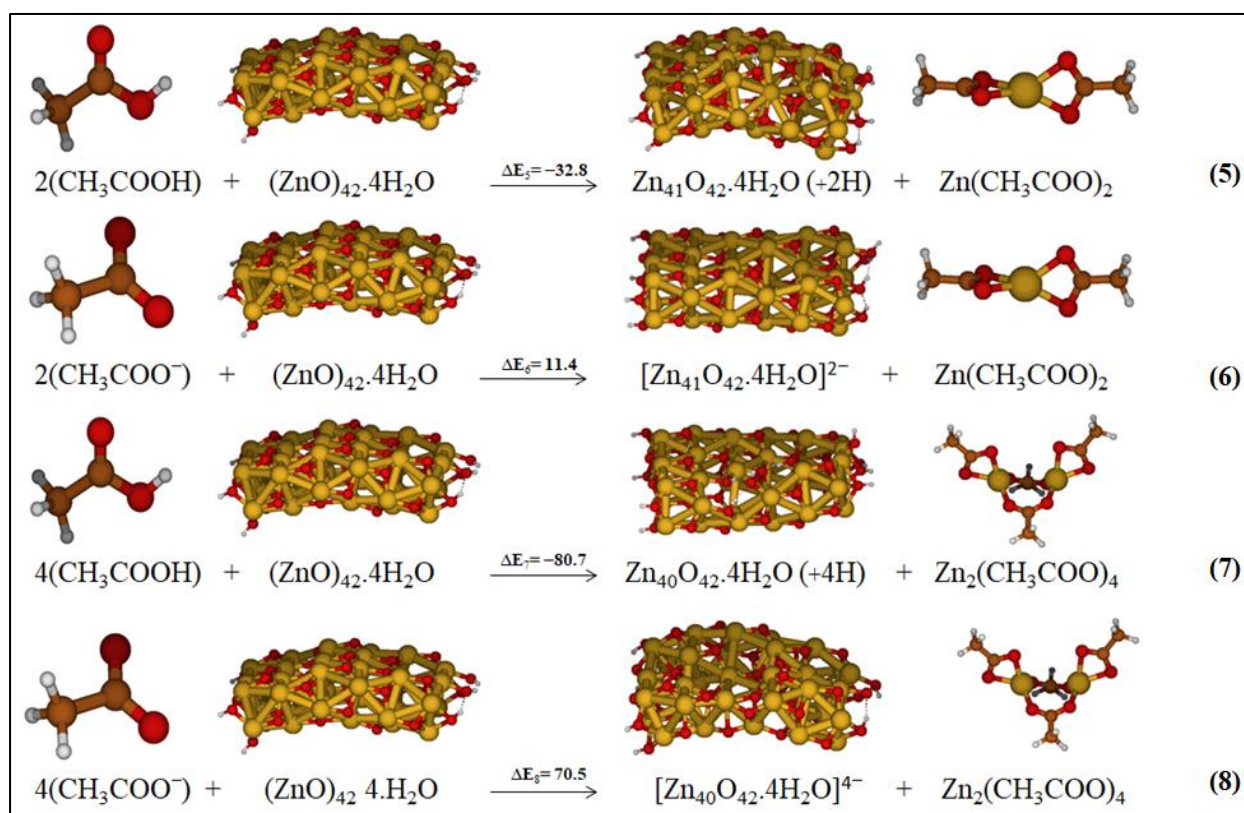 ΔE₅= −32.8
2(CH₃COOH) + (ZnO)₄₂.4H₂O → Zn₄₁O₄₂.4H₂O (+2H) + Zn(CH₃COO)₂ (5)
ΔE₆= 11.4
2(CH₃COO⁻) + (ZnO)₄₂.4H₂O → [Zn₄₁O₄₂.4H₂O]²⁻ + Zn(CH₃COO)₂ (6)
ΔE₇= −80.7
4(CH₃COOH) + (ZnO)₄₂.4H₂O → Zn₄₀O₄₂.4H₂O (+4H) + Zn₂(CH₃COO)₄ (7)
ΔE₈= 70.5
4(CH₃COO⁻) + (ZnO)₄₂ 4.H₂O → [Zn₄₀O₄₂.4H₂O]⁴⁻ + Zn₂(CH₃COO)₄ (8)